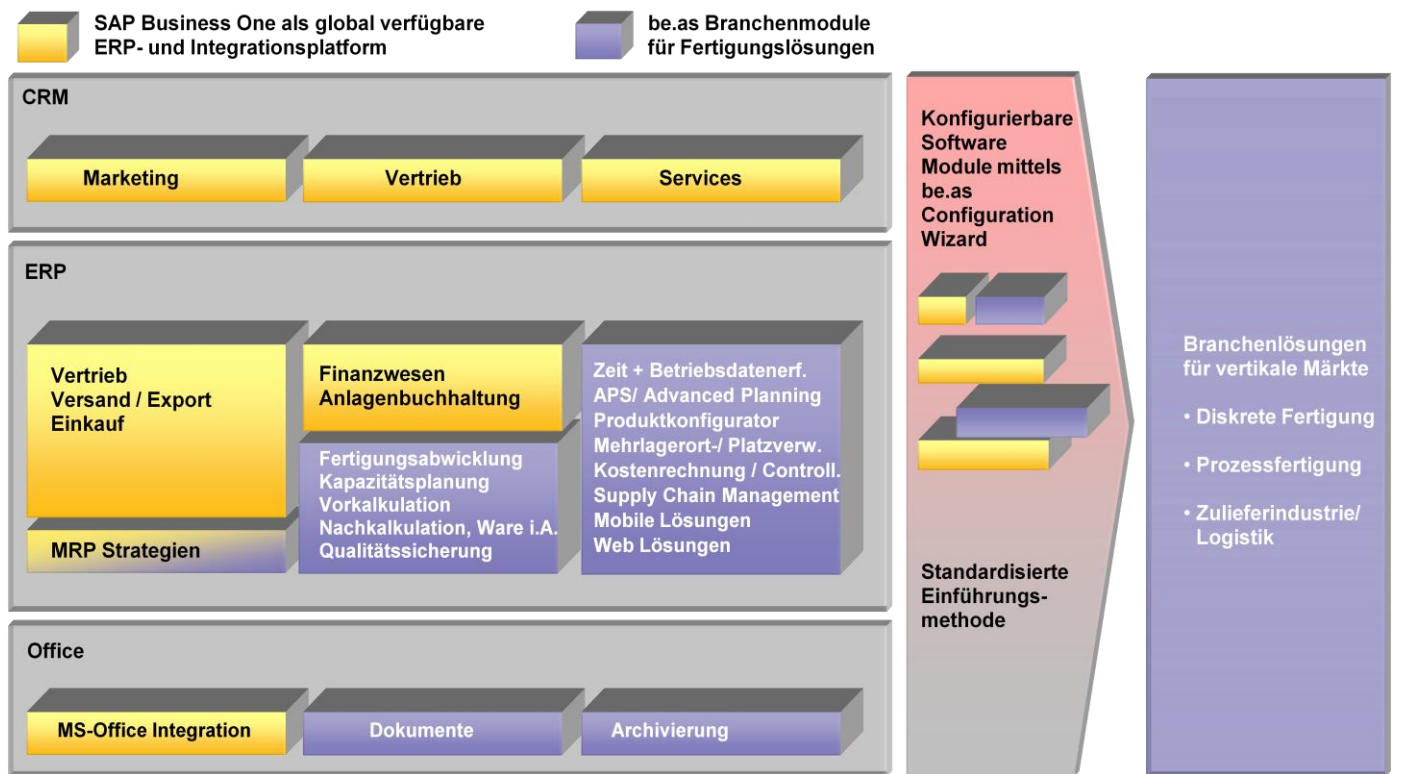 SAP Business One als global verfügbare
ERP- und Integrationsplatform
be.as Branchenmodule
für Fertigungslösungen
CRM
Marketing
Vertrieb
Services
ERP
Vertrieb
Versand / Export
Einkauf
MRP Strategien
Finanzwesen
Anlagenbuchhaltung
Fertigungsabwicklung
Kapazitätsplanung
Vorkalkulation
Nachkalkulation, Ware i.A.
Qualitätssicherung
Zeit + Betriebsdatenerf.
APS/ Advanced Planning
Produktkonfigurator
Mehrlagerort-/ Platzverw.
Kostenrechnung / Controll.
Supply Chain Management
Mobile Lösungen
Web Lösungen
Office
MS-Office Integration
Dokumente
Archivierung
Konfigurierbare
Software
Module mittels
be.as
Configuration
Wizard
Standardisierte
Einführungs-
methode
Branchenlösungen
für vertikale Märkte
• Diskrete Fertigung
• Prozessfertigung
• Zulieferindustrie/
Logistik